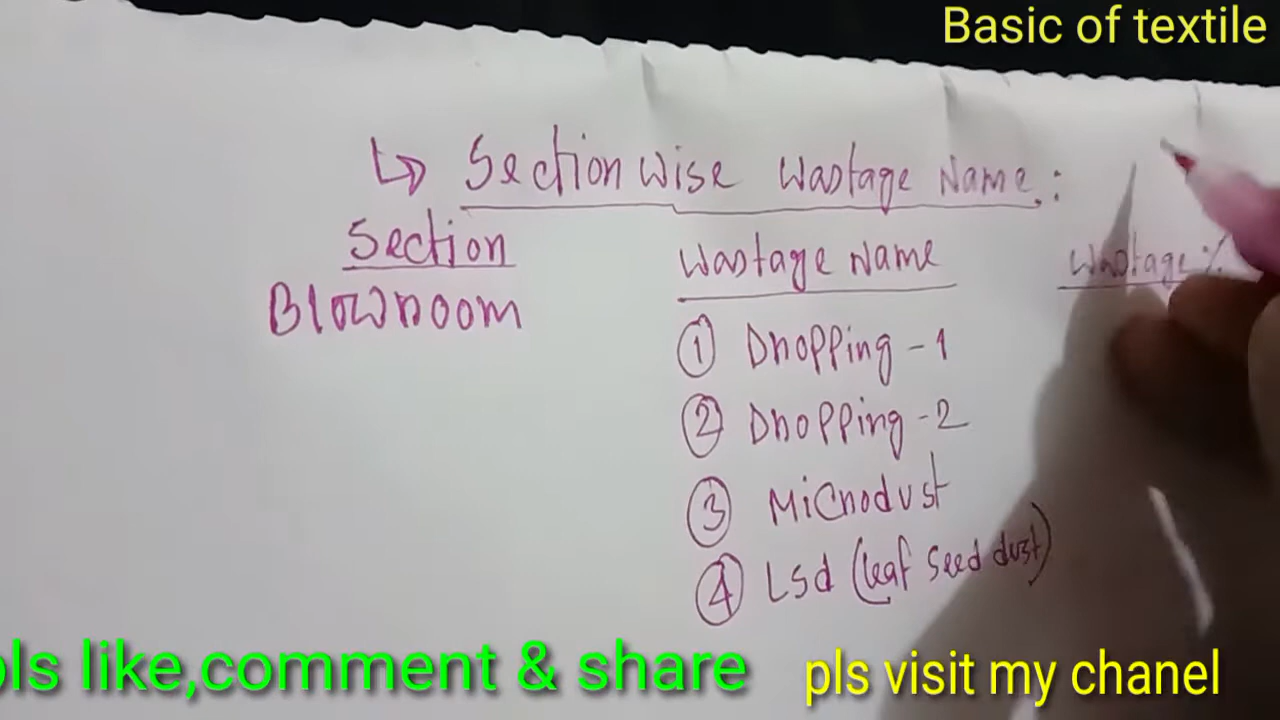 Basic of textile
↳ Section wise wastage Name :
Section wastage Name wastage %
Blowroom
① Dropping - 1
② Dropping - 2
③ Microdust
④ Lsd (leaf seed dust)
pls like,comment & share pls visit my chanel